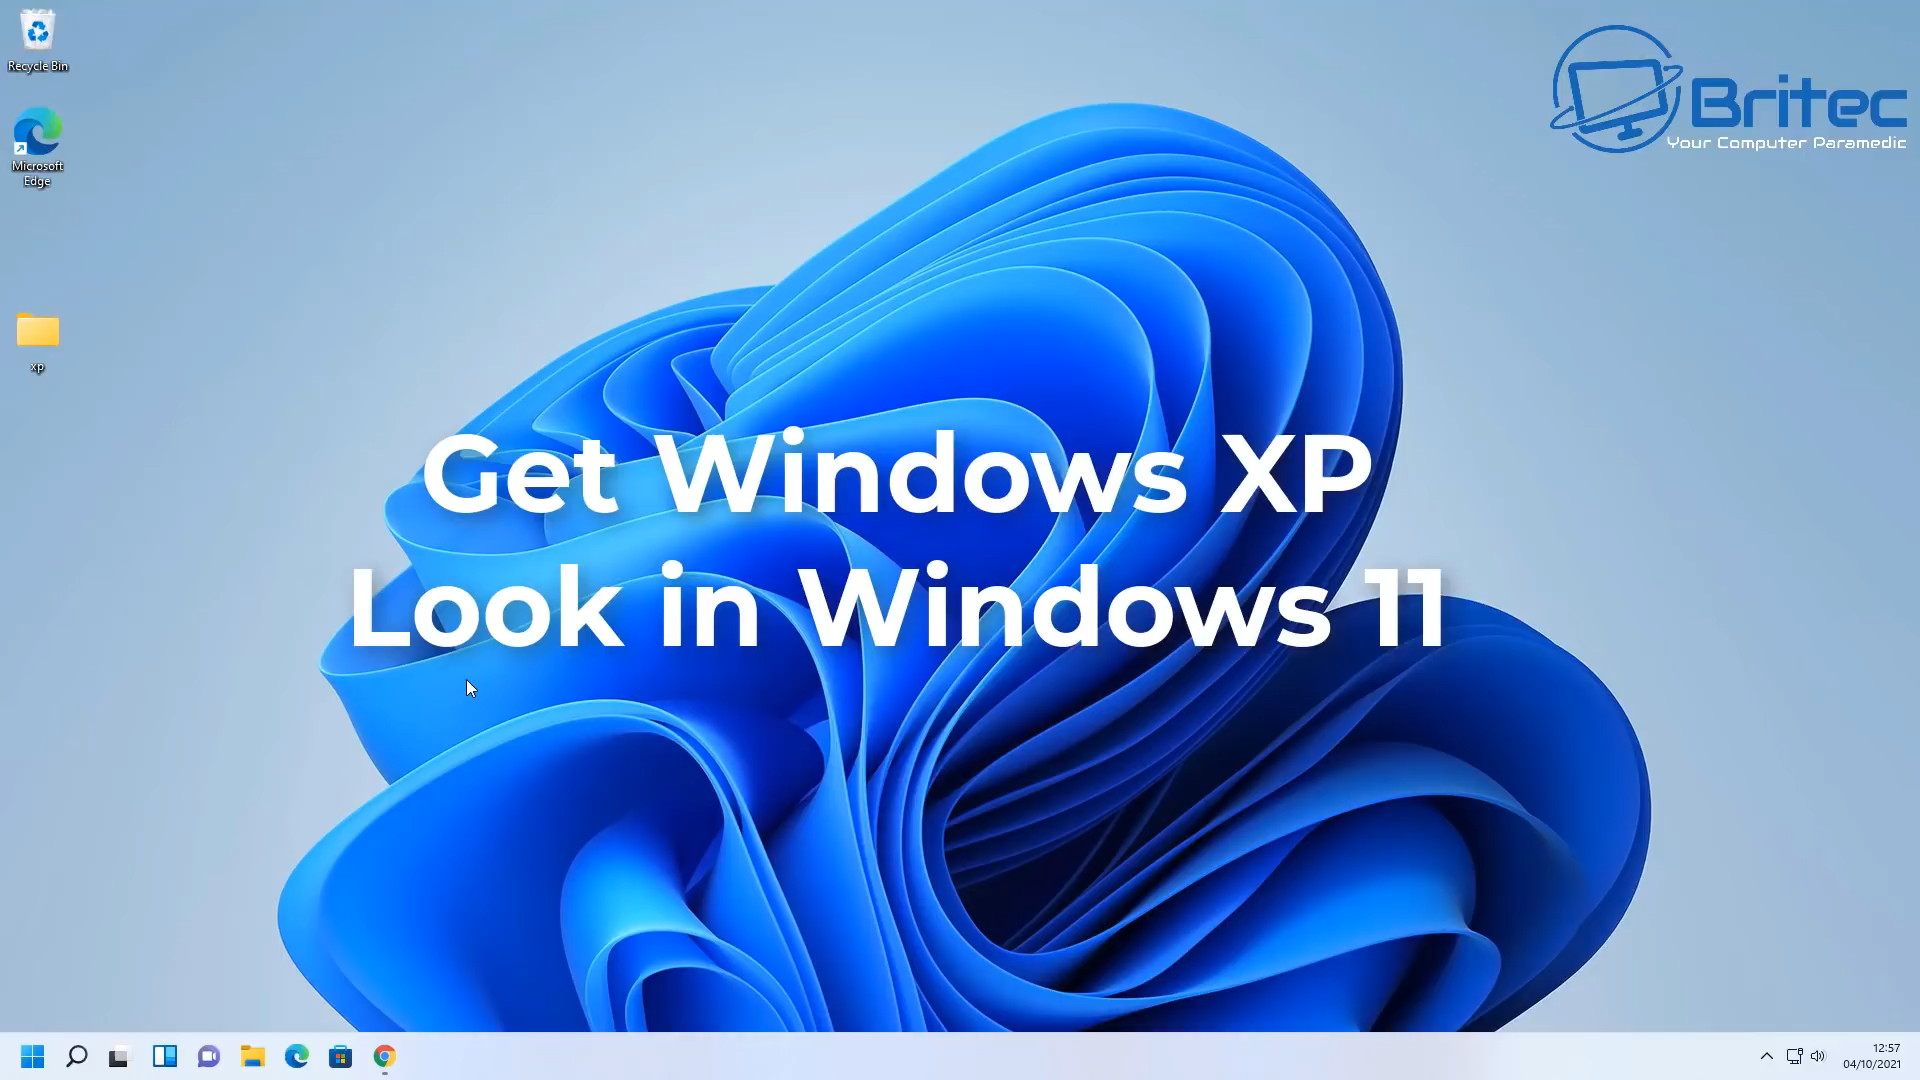 Recycle Bin
Microsoft
Edge
xp
Britec
Your Computer Paramedic
Get Windows XP
Look in Windows 11
12:57
04/10/2021